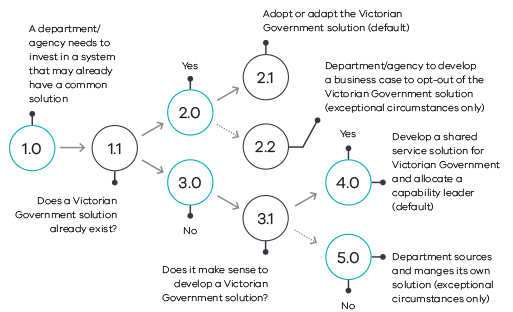 A department/
agency needs to
invest in a system
that may already
have a common
solution
1.0
1.1
Does a Victorian
Government solution
already exist?
Yes
2.0
Adopt or adapt the Victorian
Government solution (default)
2.1
Department/agency to develop
a business case to opt-out of the
Victorian Government solution
(exceptional circumstances only)
2.2
3.0
No
3.1
Does it make sense to
develop a Victorian
Government solution?
Yes
4.0
Develop a shared
service solution for
Victorian Government
and allocate a
capability leader
(default)
5.0
No
Department sources
and manges its own
solution (exceptional
circumstances only)